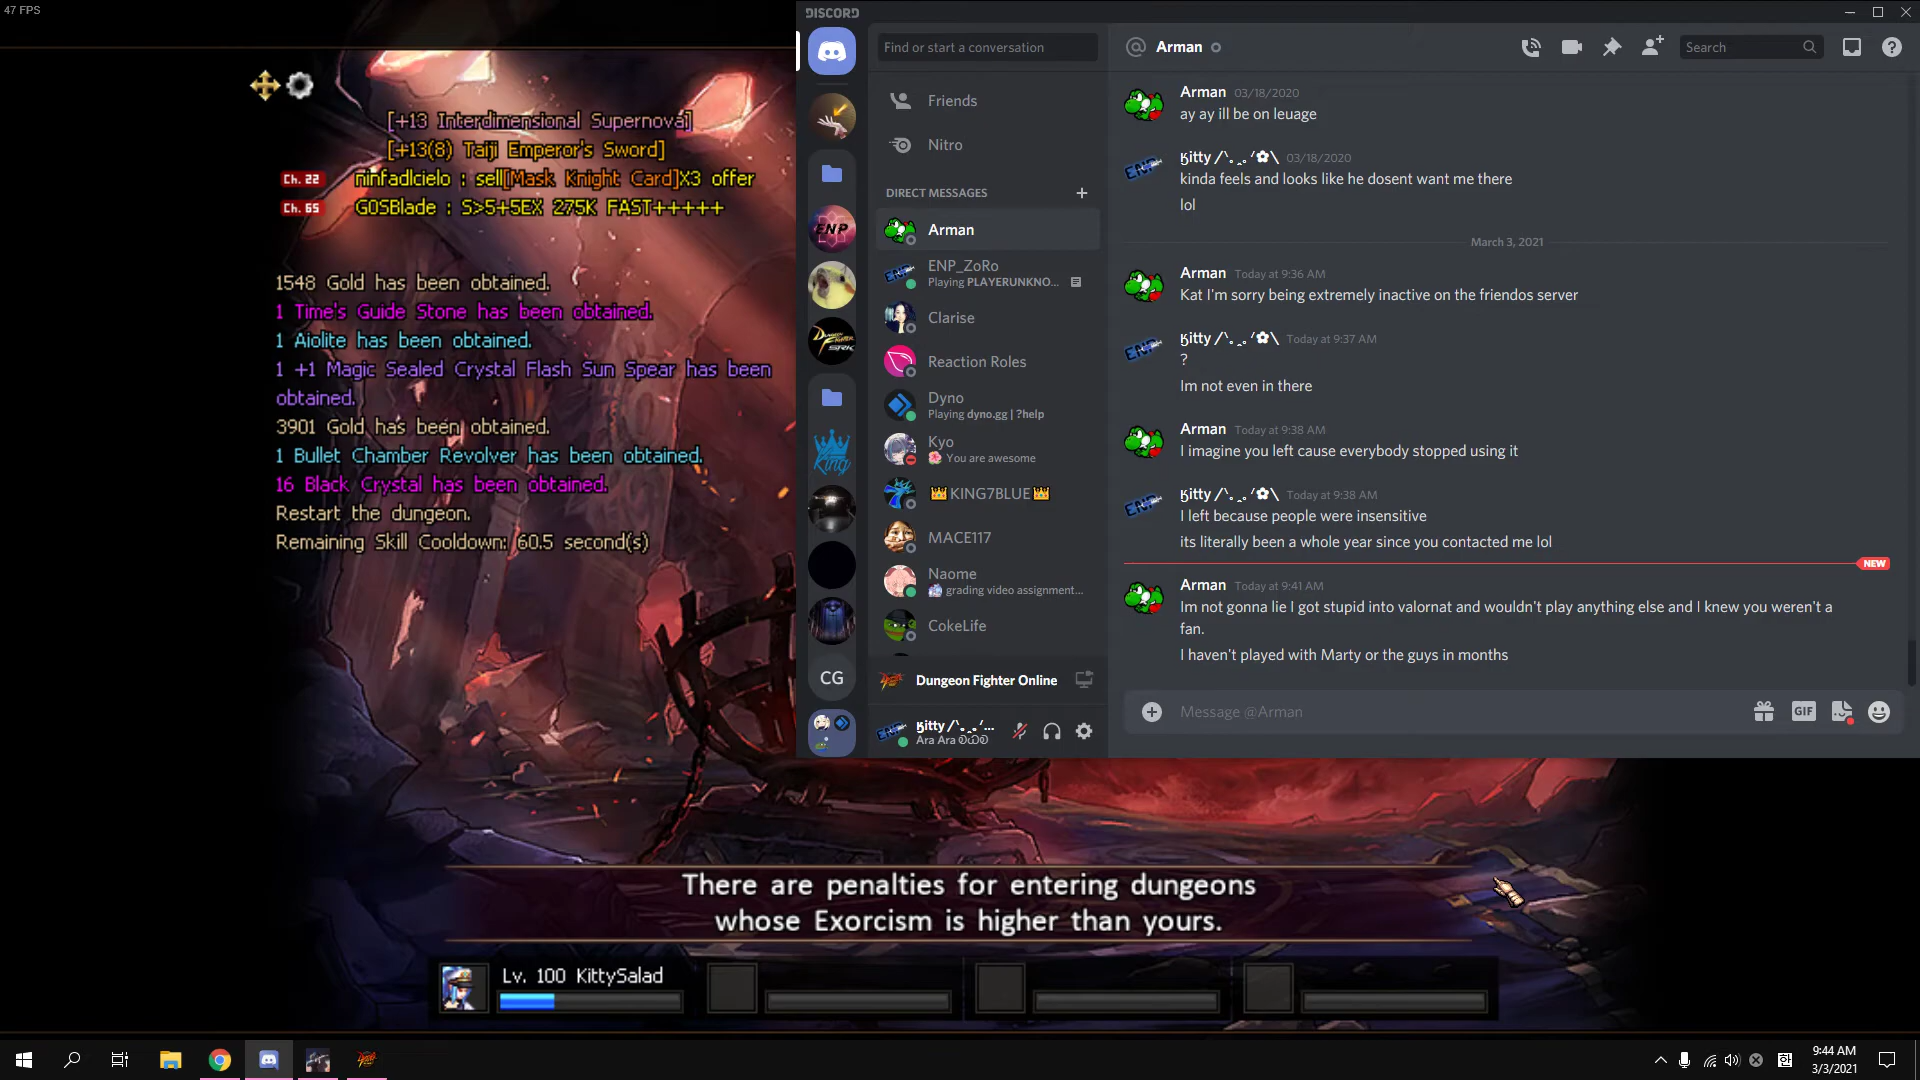 47 FPS
[+13 Interdimensional Supernova]
[+13(8) Taiji Emperor's Sword]
Ch. 22 ninfadlcielo : sell[Mask Knight Card]X3 offer
Ch. 65 G0SBlade : S>5+5EX 275K FAST+++++
1548 Gold has been obtained.
1 Time's Guide Stone has been obtained.
1 Aiolite has been obtained.
1 +1 Magic Sealed Crystal Flash Sun Spear has been
obtained.
3901 Gold has been obtained.
1 Bullet Chamber Revolver has been obtained.
16 Black Crystal has been obtained.
Restart the dungeon.
Remaining Skill Cooldown: 60.5 second(s)
DISCORD
ENP
DUNGEON FIGHTER
SRK
King
CG
Find or start a conversation
Friends
Nitro
DIRECT MESSAGES
Arman
ENP_ZoRo
Playing PLAYERUNKNO...
Clarise
Reaction Roles
Dyno
Playing dyno.gg | ?help
Kyo
🌺 You are awesome
👑KING7BLUE👑
MACE117
Naome
grading video assignment...
CokeLife
Dungeon Fighter Online
Ara Ara
@ Arman
Search
Arman 03/18/2020
ay ay ill be on leuage
Ӄitty /ᐠ｡ꞈ｡ᐟ✿\ 03/18/2020
kinda feels and looks like he dosent want me there
lol
March 3, 2021
Arman Today at 9:36 AM
Kat I'm sorry being extremely inactive on the friendos server
Ӄitty /ᐠ｡ꞈ｡ᐟ✿\ Today at 9:37 AM
?
Im not even in there
Arman Today at 9:38 AM
I imagine you left cause everybody stopped using it
Ӄitty /ᐠ｡ꞈ｡ᐟ✿\ Today at 9:38 AM
I left because people were insensitive
its literally been a whole year since you contacted me lol
NEW
Arman Today at 9:41 AM
Im not gonna lie I got stupid into valornat and wouldn't play anything else and I knew you weren't a
fan.
I haven't played with Marty or the guys in months
Message @Arman
GIF
There are penalties for entering dungeons
whose Exorcism is higher than yours.
Lv. 100 KittySalad
9:44 AM
3/3/2021